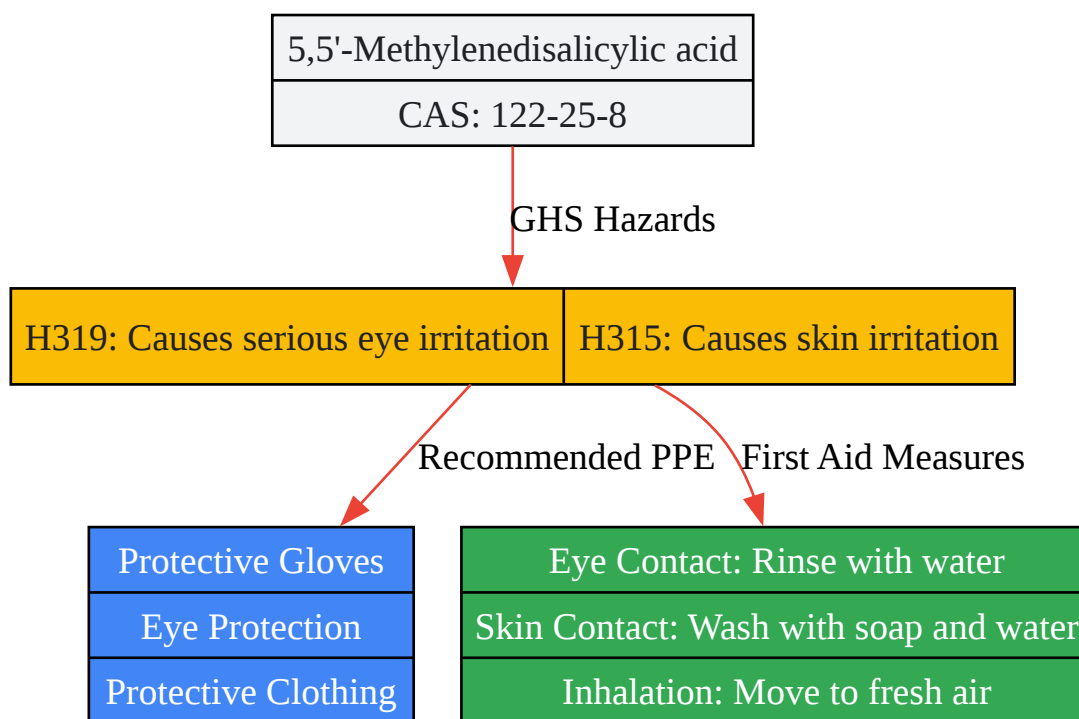 5,5'-Methylenedisalicylic acid
CAS: 122-25-8
GHS Hazards
H319: Causes serious eye irritation
H315: Causes skin irritation
Recommended PPE
First Aid Measures
Protective Gloves
Eye Protection
Protective Clothing
Eye Contact: Rinse with water
Skin Contact: Wash with soap and water
Inhalation: Move to fresh air